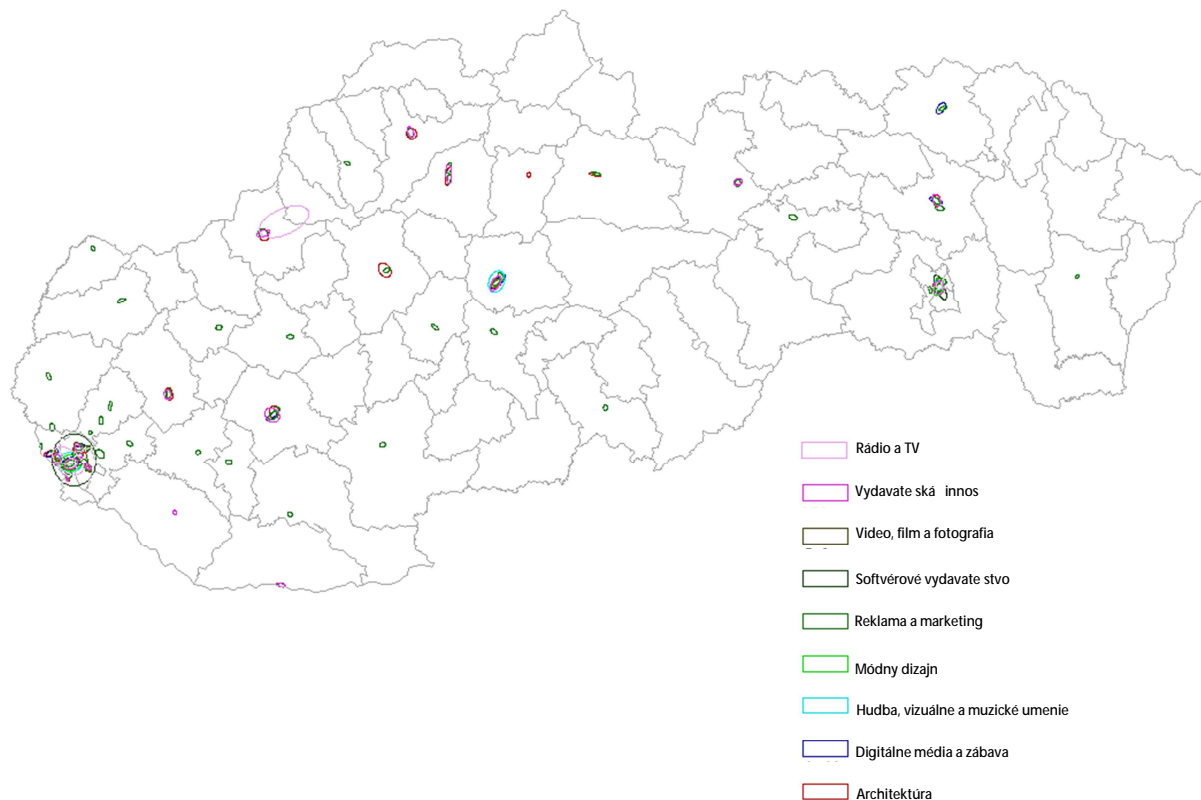 Rádio a TV
Vydavate ská innos
Video, film a fotografia
Softvérové vydavate stvo
Reklama a marketing
Módny dizajn
Hudba, vizuálne a muzické umenie
Digitálne média a zábava
Architektúra